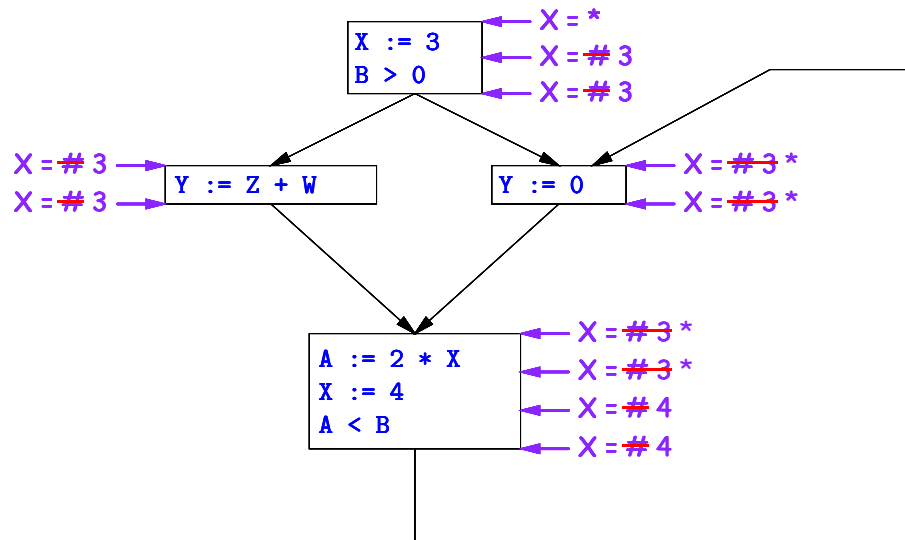 X = *
X := 3
X = # 3
B > 0
X = # 3
X = # 3
Y := Z + W
X = # 3
Y := 0
X = # 3 *
X = # 3 *
X = # 3 *
A := 2 * X
X = # 3 *
X := 4
X = # 4
A < B
X = # 4